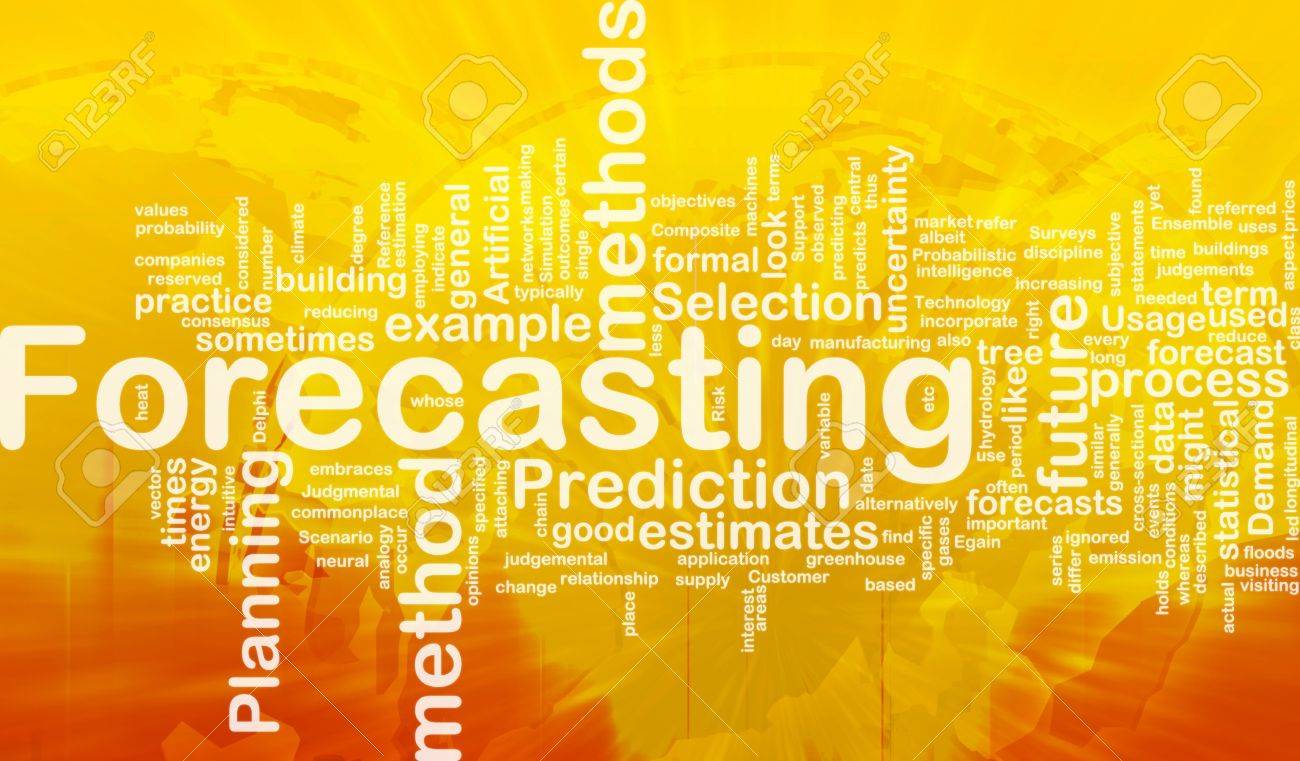 123RF
123RF
123RF
123RF
methods
values
probability
considered
number
climate
degree
Reference
estimation
employing
indicate
general
Artificial
networks
making
Simulation
outcomes
certain
single
objectives
Composite
machines
terms
look
Support
observed
predicting
predicts
central
thus
uncertainty
market
refer
albeit
Probabilistic
intelligence
Surveys
discipline
subjective
statements
yet
Ensemble
found
referred
uses
aspect
prices
companies
reserved
building
formal
time
buildings
judgements
practice
consensus
reducing
typically
Selection
Technology
incorporate
increasing
right
future
needed
term
Usage
used
sometimes
example
less
day
manufacturing
also
tree
every
long
reduce
class
Forecasting
forecast
process
heat
Delphi
whose
Risk
variable
etc
hydrology
like
period
use
similar
generally
cross-sectional
data
events
conditions
might
statistical
Demand
ledlongitudinal
vector
times
energy
intuitive
Planning
embraces
Judgmental
commonplace
Scenario
neural
analogy
occur
method
specified
opinions
attaching
chain
Prediction
date
alternatively
often
forecasts
good
estimates
find
specific
gases
important
Egain
series
differ
ignored
emission
holds
whereas
described
actual
floods
business
visiting
judgemental
application
greenhouse
change
relationship
supply
Customer
based
place
interest
areas
123RF
123RF
123RF
123RF